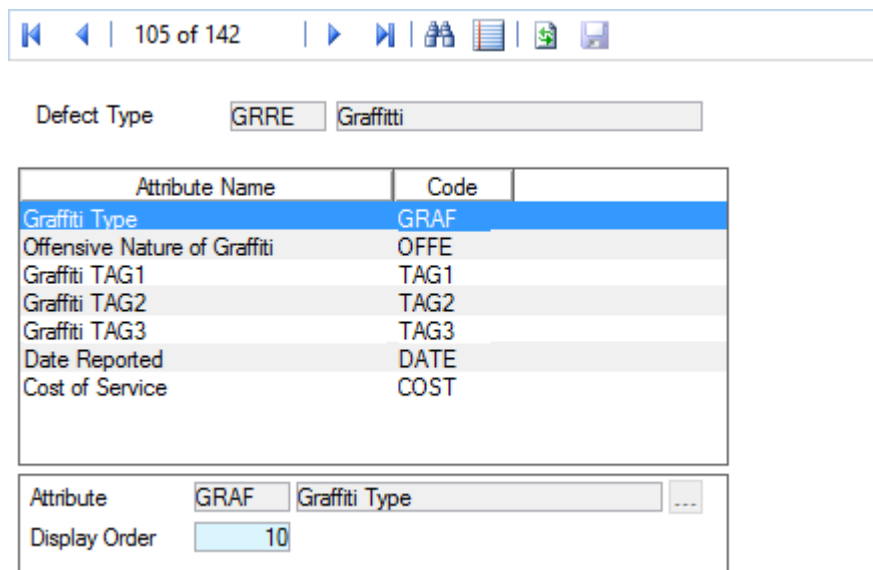 105 of 142
Defect Type GRRE Graffitti
Attribute Name Code
Graffiti Type GRAF
Offensive Nature of Graffiti OFFE
Graffiti TAG1 TAG1
Graffiti TAG2 TAG2
Graffiti TAG3 TAG3
Date Reported DATE
Cost of Service COST
Attribute GRAF Graffiti Type ...
Display Order 10